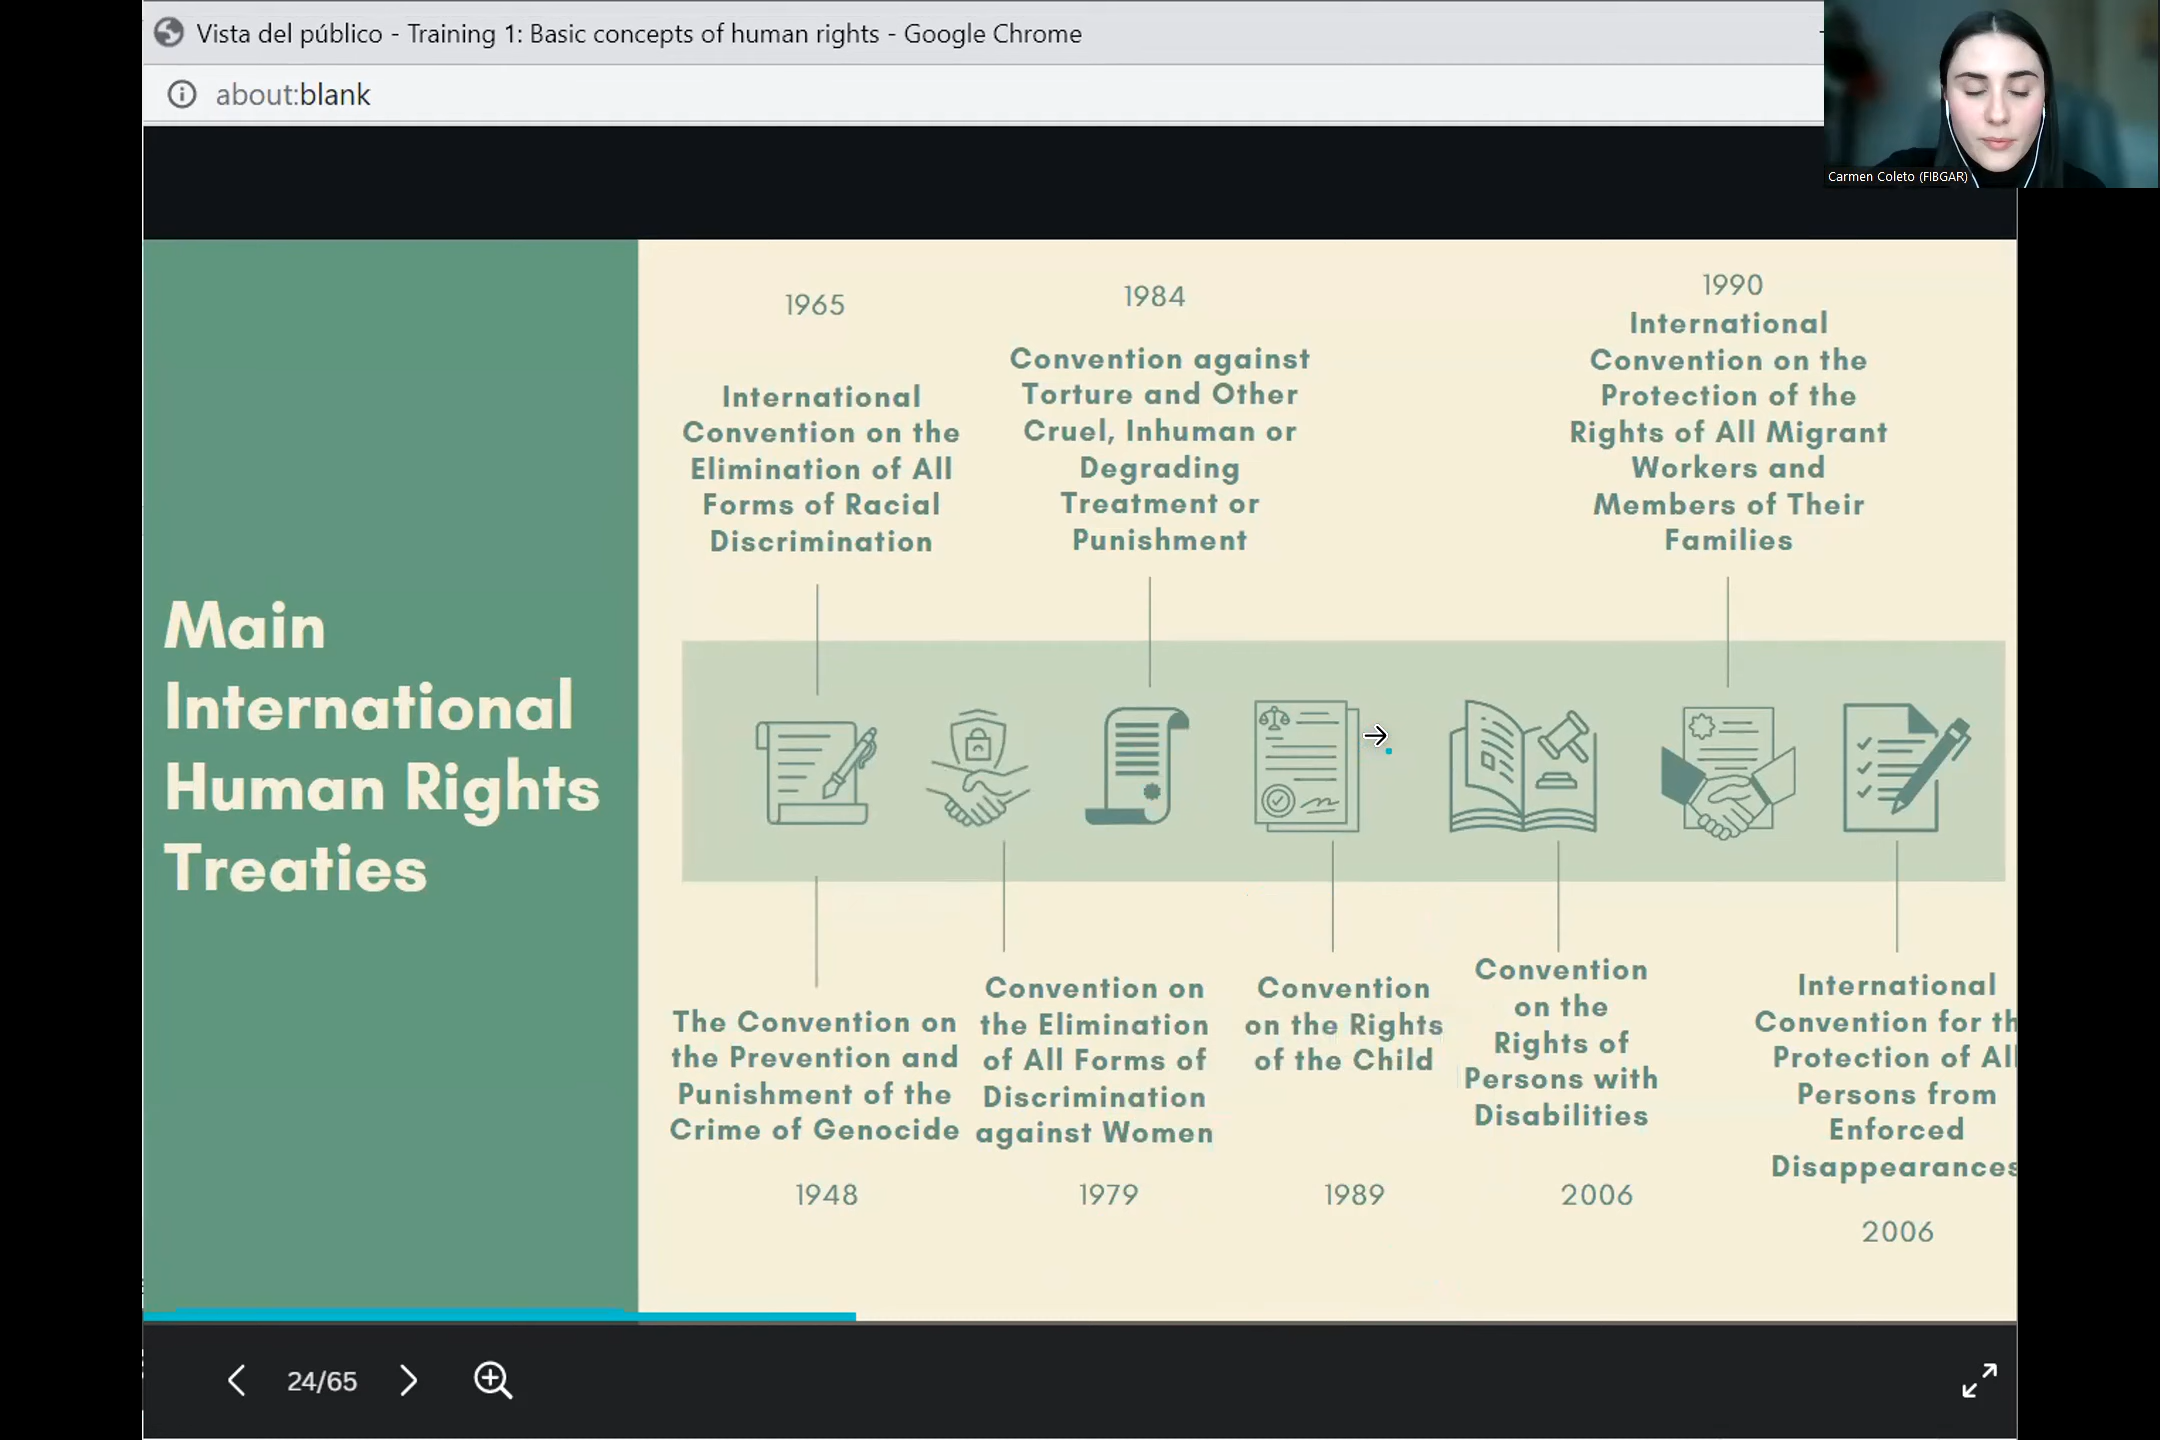 Vista del público - Training 1: Basic concepts of human rights - Google Chrome
about:blank
Carmen Coleto (FIBGAR)
Main
International
Human Rights
Treaties
1965
International
Convention on the
Elimination of All
Forms of Racial
Discrimination
1984
Convention against
Torture and Other
Cruel, Inhuman or
Degrading
Treatment or
Punishment
1990
International
Convention on the
Protection of the
Rights of All Migrant
Workers and
Members of Their
Families
The Convention on
the Prevention and
Punishment of the
Crime of Genocide
1948
Convention on
the Elimination
of All Forms of
Discrimination
against Women
1979
Convention
on the Rights
of the Child
1989
Convention
on the
Rights of
Persons with
Disabilities
2006
International
Convention for th
Protection of All
Persons from
Enforced
Disappearances
2006
24/65